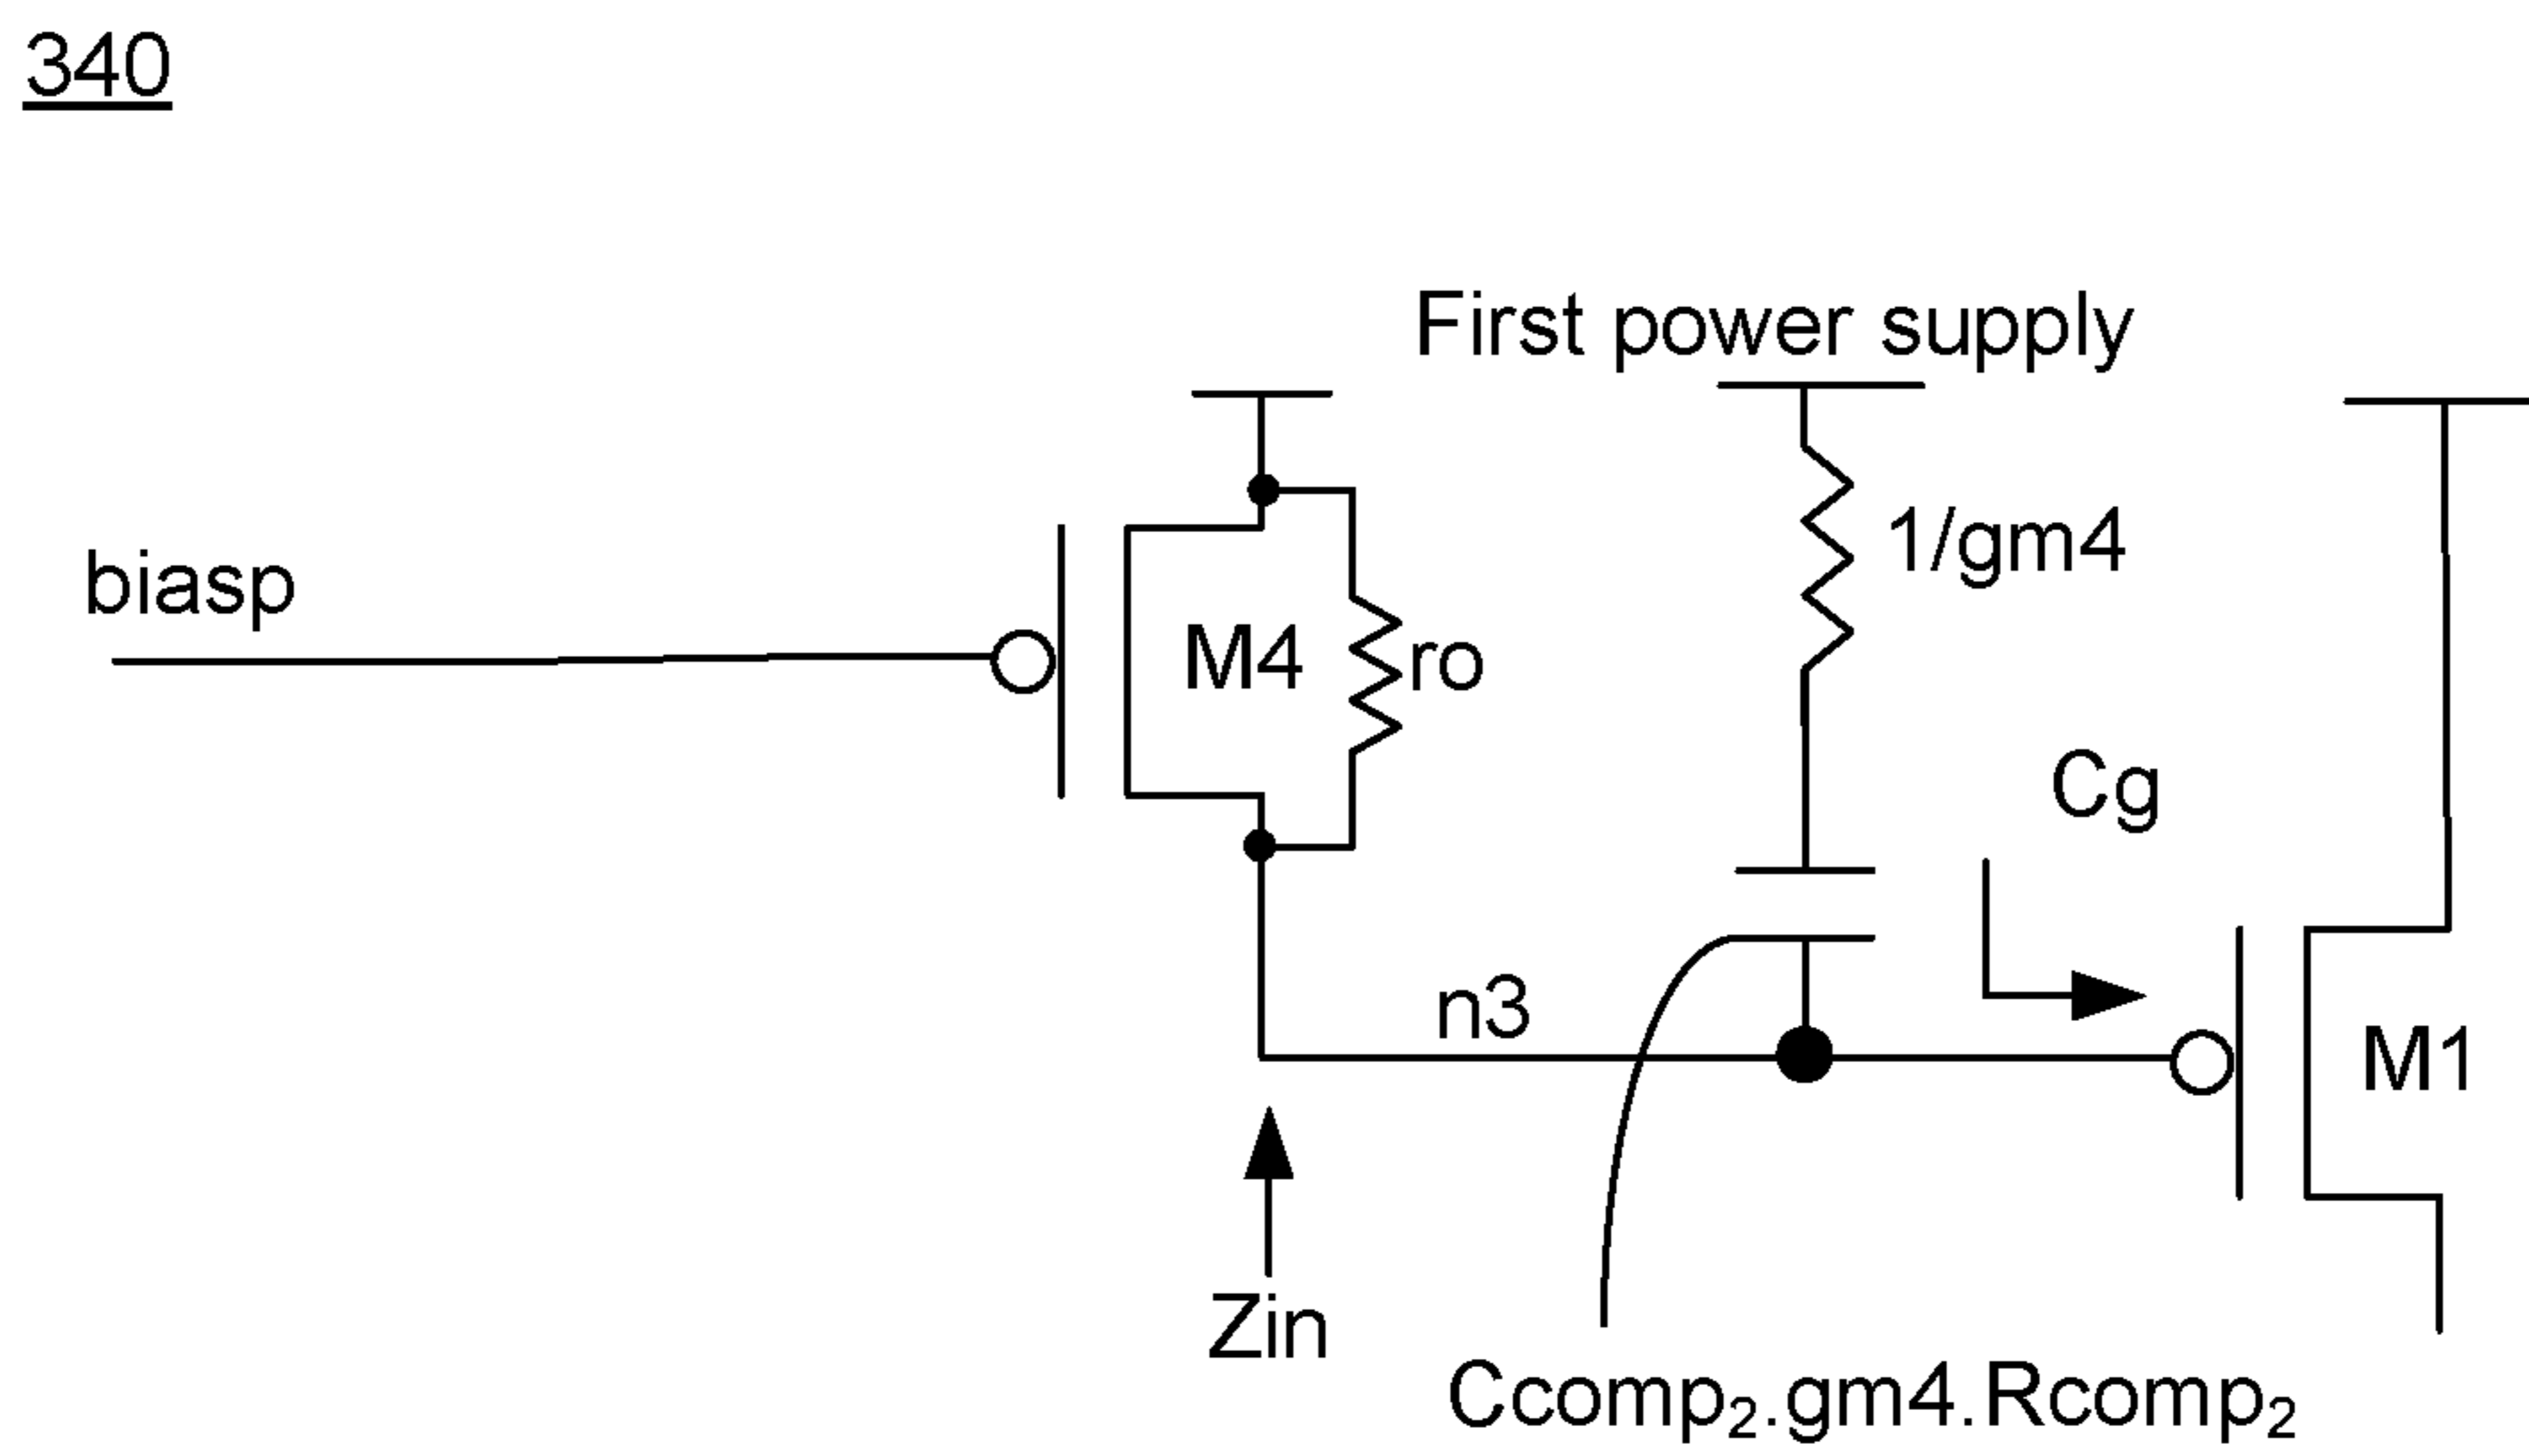 340
First power supply
biasp
M4
ro
1/gm4
Cg
n3
M1
Zin
Ccomp₂.gm4.Rcomp₂